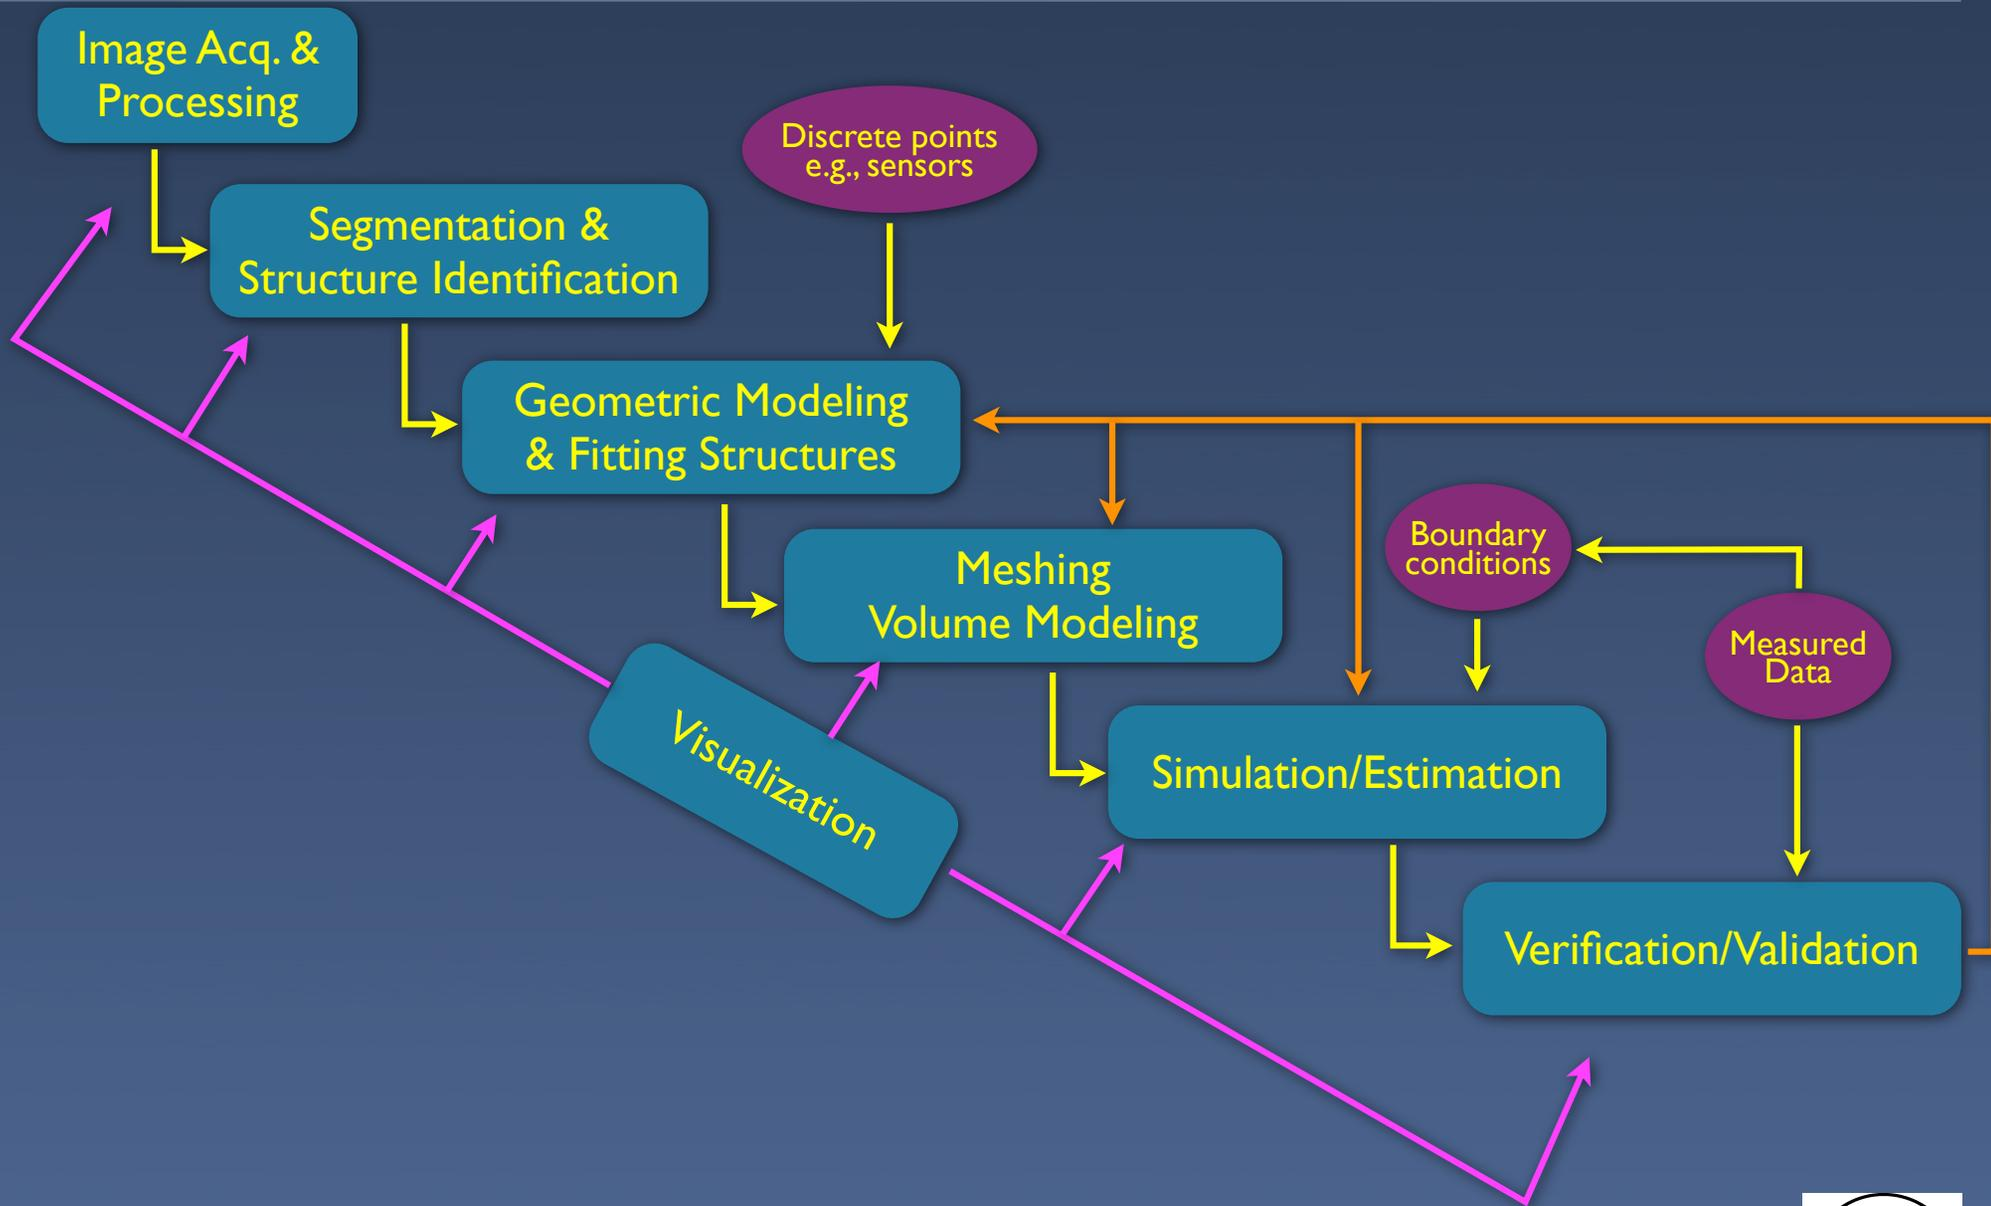 Image Acq. &
Processing
Discrete points
e.g., sensors
Segmentation &
Structure Identification
Geometric Modeling
& Fitting Structures
Boundary
conditions
Meshing
Volume Modeling
Measured
Data
Visualization
Simulation/Estimation
Verification/Validation